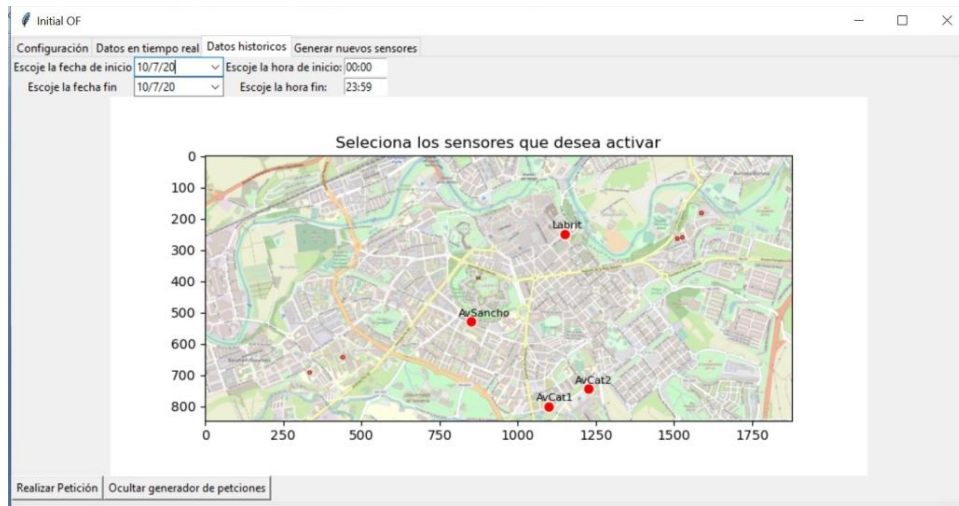 Initial OF
Configuración Datos en tiempo real Datos historicos Generar nuevos sensores
Escoje la fecha de inicio 10/7/20 Escoje la hora de inicio: 00:00
Escoje la fecha fin 10/7/20 Escoje la hora fin: 23:59
Seleciona los sensores que desea activar
0
100
200
Labrit
300
400
500
AvSancho
600
700
AvCat2
AvCat1
800
0 250 500 750 1000 1250 1500 1750
Realizar Petición Ocultar generador de petciones